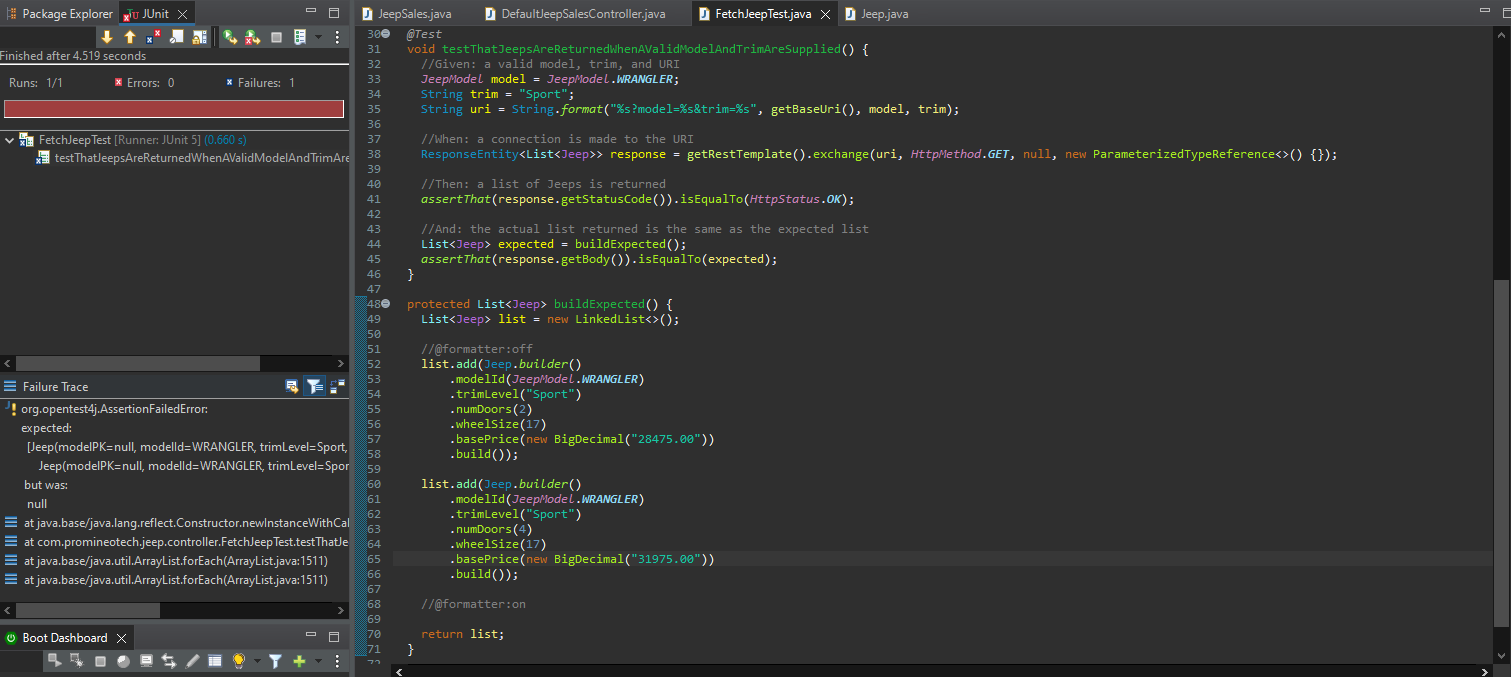 Package Explorer JUnit
Finished after 4.519 seconds
Runs: 1/1 Errors: 0 Failures: 1
FetchJeepTest [Runner: JUnit 5] (0.660 s)
testThatJeepsAreReturnedWhenAValidModelAndTrimAre
Failure Trace
org.opentest4j.AssertionFailedError:
expected:
[Jeep(modelPK=null, modelId=WRANGLER, trimLevel=Sport,
Jeep(modelPK=null, modelId=WRANGLER, trimLevel=Spor
but was:
null
at java.base/java.lang.reflect.Constructor.newInstanceWithCal
at com.promineotech.jeep.controller.FetchJeepTest.testThatJe
at java.base/java.util.ArrayList.forEach(ArrayList.java:1511)
at java.base/java.util.ArrayList.forEach(ArrayList.java:1511)
Boot Dashboard
JeepSales.java DefaultJeepSalesController.java FetchJeepTest.java Jeep.java
30 @Test
31 void testThatJeepsAreReturnedWhenAValidModelAndTrimAreSupplied() {
32 //Given: a valid model, trim, and URI
33 JeepModel model = JeepModel.WRANGLER;
34 String trim = "Sport";
35 String uri = String.format("%s?model=%s&trim=%s", getBaseUri(), model, trim);
36
37 //When: a connection is made to the URI
38 ResponseEntity<List<Jeep>> response = getRestTemplate().exchange(uri, HttpMethod.GET, null, new ParameterizedTypeReference<>() {});
39
40 //Then: a list of Jeeps is returned
41 assertThat(response.getStatusCode()).isEqualTo(HttpStatus.OK);
42
43 //And: the actual list returned is the same as the expected list
44 List<Jeep> expected = buildExpected();
45 assertThat(response.getBody()).isEqualTo(expected);
46 }
47
48 protected List<Jeep> buildExpected() {
49 List<Jeep> list = new LinkedList<>();
50
51 //@formatter:off
52 list.add(Jeep.builder()
53 .modelId(JeepModel.WRANGLER)
54 .trimLevel("Sport")
55 .numDoors(2)
56 .wheelSize(17)
57 .basePrice(new BigDecimal("28475.00"))
58 .build());
59
60 list.add(Jeep.builder()
61 .modelId(JeepModel.WRANGLER)
62 .trimLevel("Sport")
63 .numDoors(4)
64 .wheelSize(17)
65 .basePrice(new BigDecimal("31975.00"))
66 .build());
67
68 //@formatter:on
69
70 return list;
71 }
72